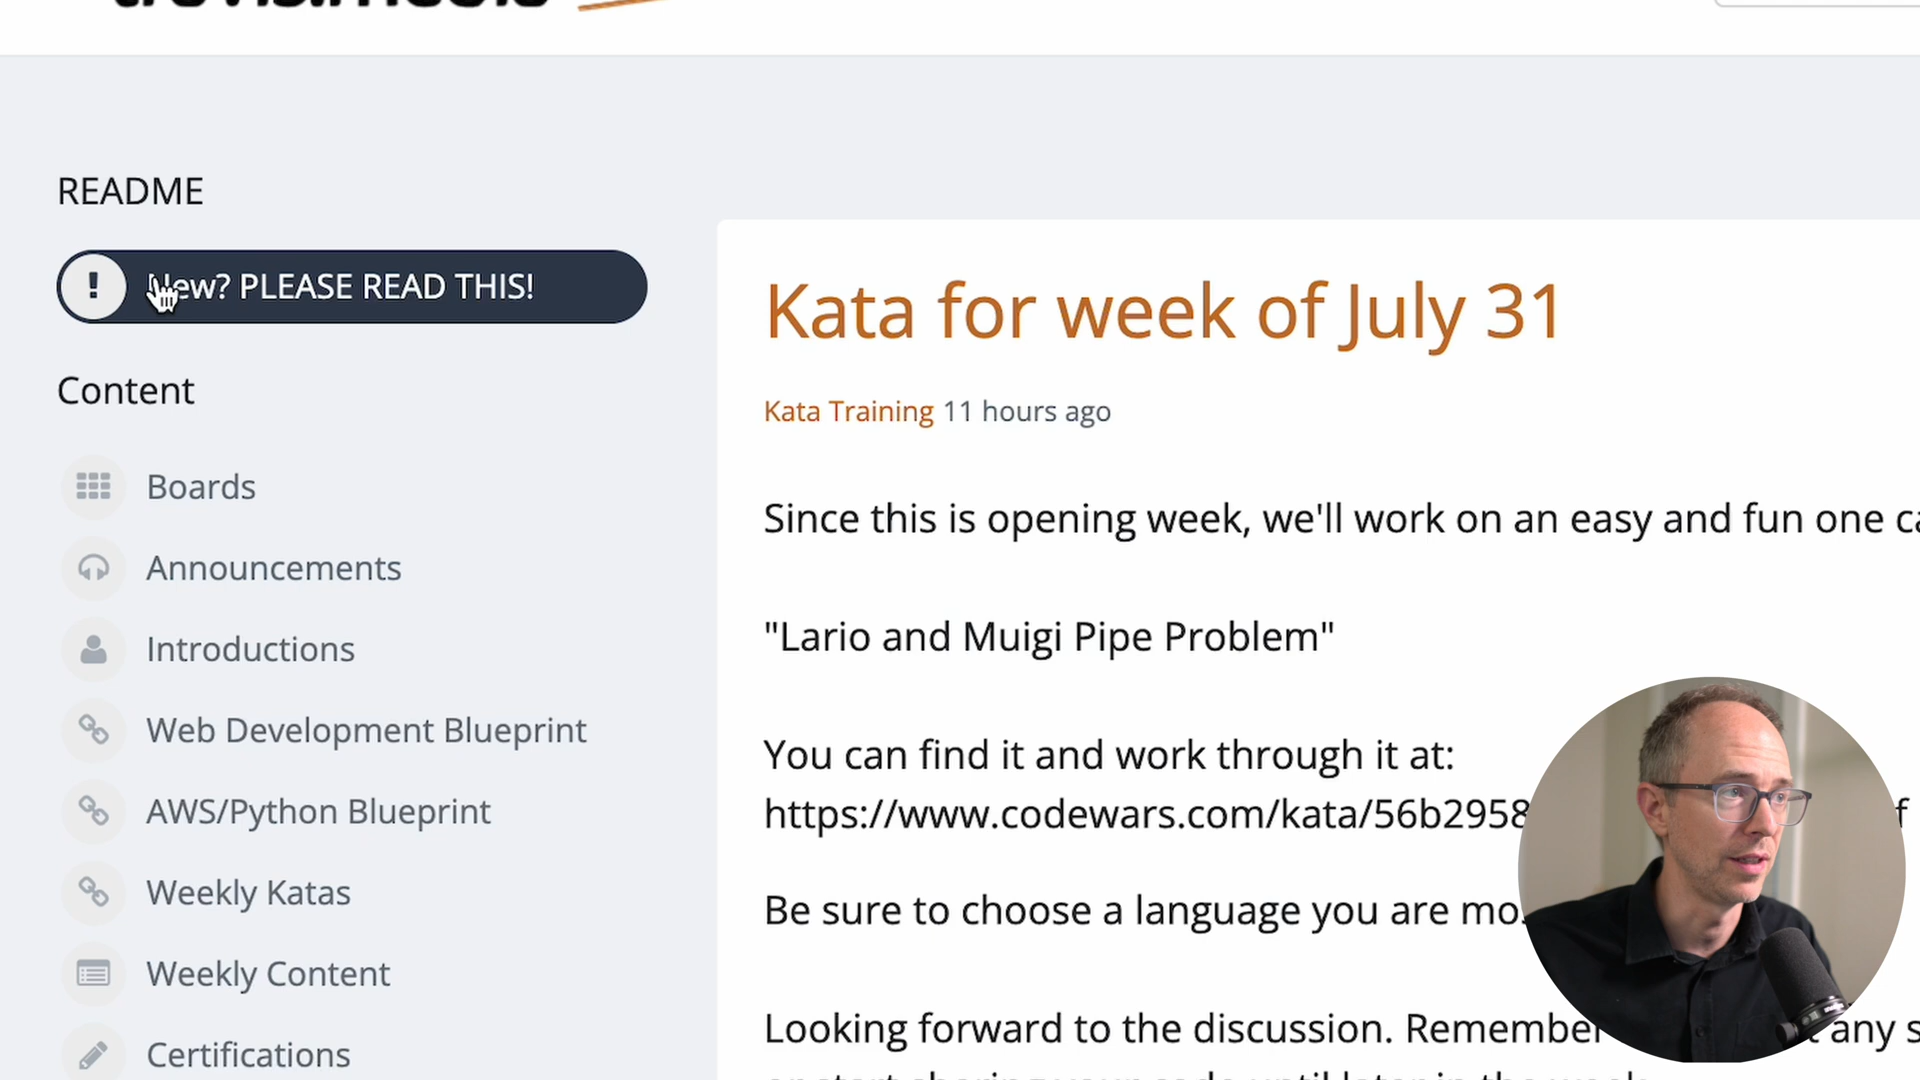 README
! New? PLEASE READ THIS!
Content
Boards
Announcements
Introductions
Web Development Blueprint
AWS/Python Blueprint
Weekly Katas
Weekly Content
Certifications
Kata for week of July 31
Kata Training 11 hours ago
Since this is opening week, we'll work on an easy and fun one
"Lario and Muigi Pipe Problem"
You can find it and work through it at:
https://www.codewars.com/kata/56b2958
Be sure to choose a language you are
Looking forward to the discussion. Remember any